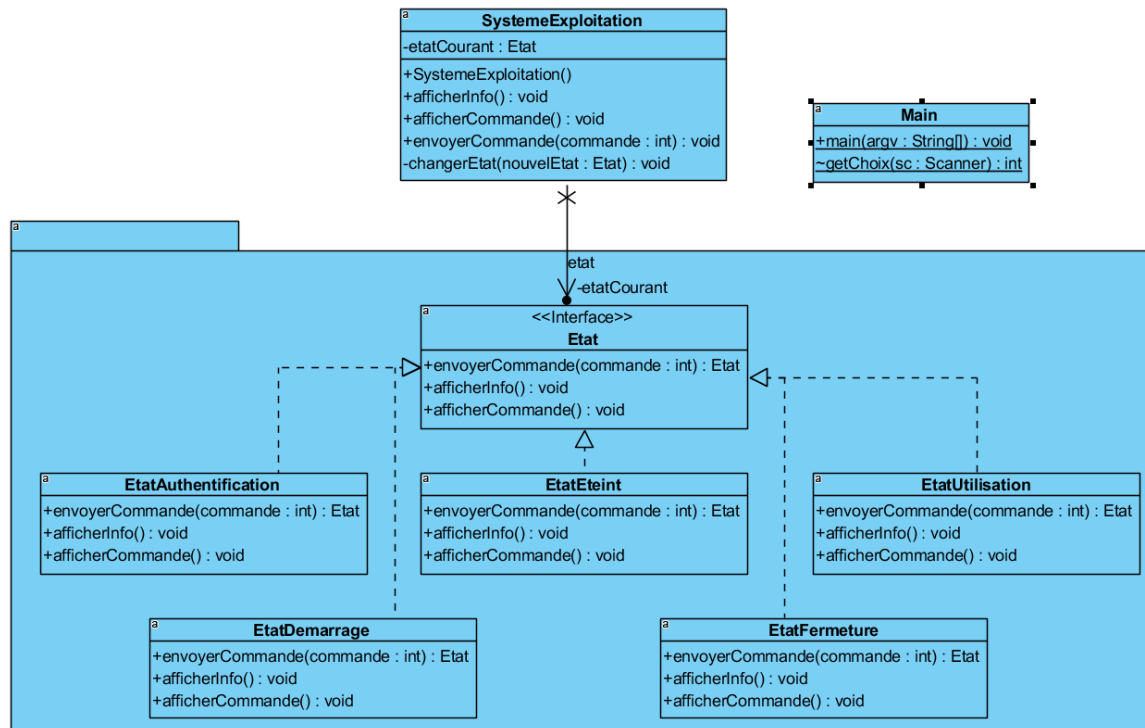 a
SystemeExploitation
-etatCourant : Etat
+SystemeExploitation()
+afficherInfo() : void
+afficherCommande() : void
+envoyerCommande(commande : int) : void
-changerEtat(nouvelEtat : Etat) : void
a
Main
+main(argv : String[]) : void
~getChoix(sc : Scanner) : int
a
etat
-etatCourant
a
<<Interface>>
Etat
+envoyerCommande(commande : int) : Etat
+afficherInfo() : void
+afficherCommande() : void
a
EtatAuthentification
+envoyerCommande(commande : int) : Etat
+afficherInfo() : void
+afficherCommande() : void
a
EtatEteint
+envoyerCommande(commande : int) : Etat
+afficherInfo() : void
+afficherCommande() : void
a
EtatUtilisation
+envoyerCommande(commande : int) : Etat
+afficherInfo() : void
+afficherCommande() : void
a
EtatDemarrage
+envoyerCommande(commande : int) : Etat
+afficherInfo() : void
+afficherCommande() : void
a
EtatFermeture
+envoyerCommande(commande : int) : Etat
+afficherInfo() : void
+afficherCommande() : void